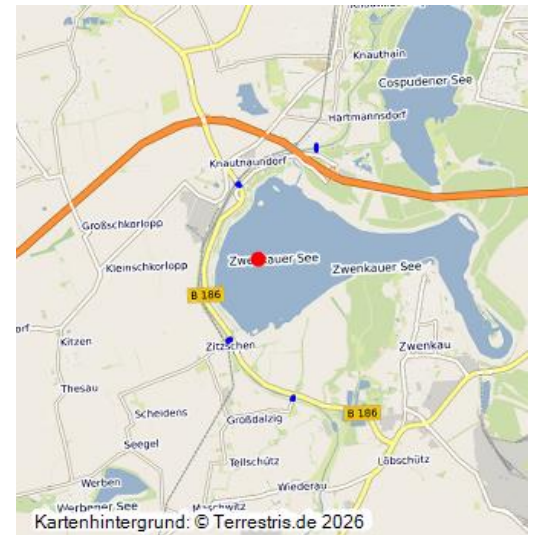 Knauthain
Cospudener See
Hartmannsdorf
Knautnaundorf
Großschkorlopp
Zwenkauer See
Kleinschkorlopp
Zwenkauer See
B 186
Kitzen
Zitzschen
Zwenkau
Thesau
Scheidens
B 186
Großdalzig
Seegel
Teilschütz
Löbschütz
Werben
Wiederau
Werbener See
Kartenhintergrund: © Terrestris.de 2026